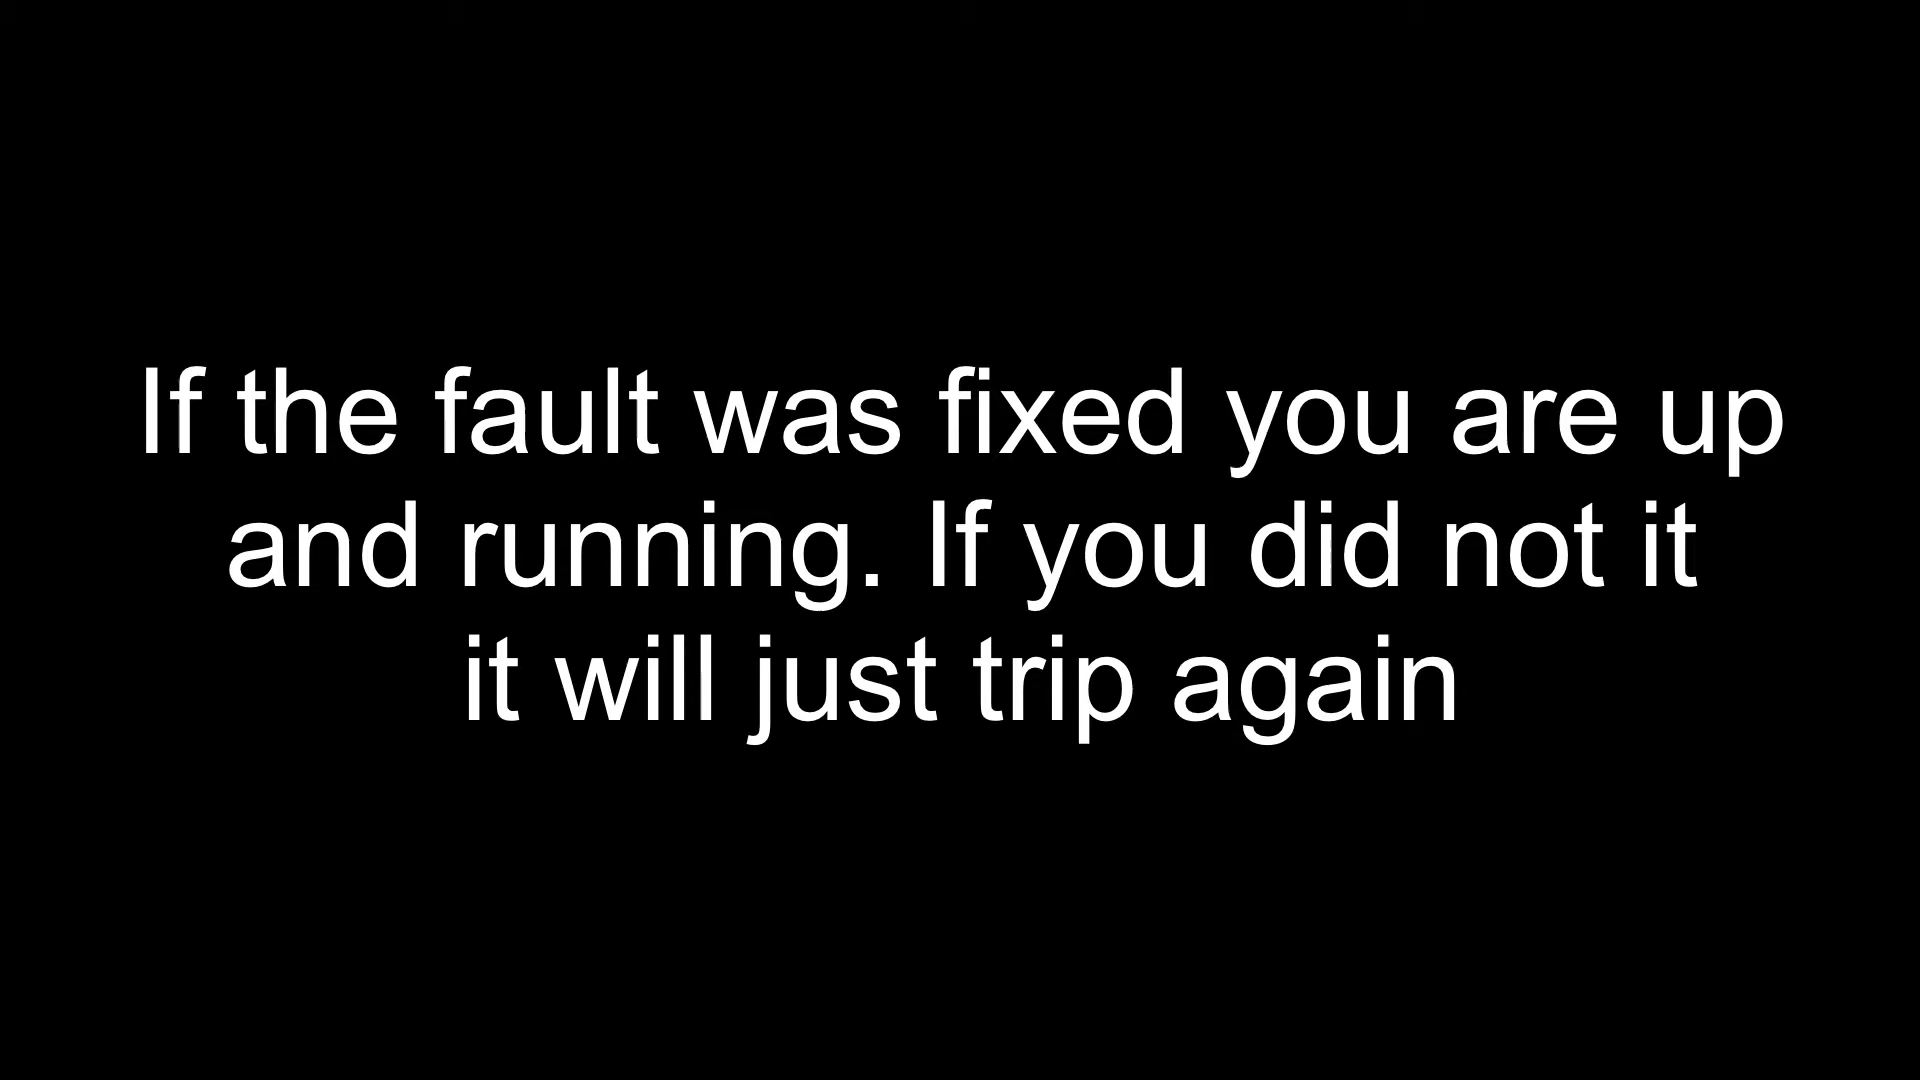 If the fault was fixed you are up
and running. If you did not it
it will just trip again